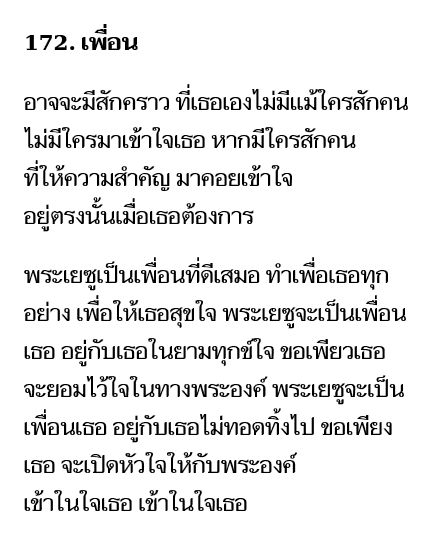 172. เพื่อน
อาจจะมีสักคราว ที่เธอเองไม่มีแม้ใครสักคน
ไม่มีใครมาเข้าใจเธอ หากมีใครสักคน
ที่ให้ความสำคัญ มาคอยเข้าใจ
อยู่ตรงนั้นเมื่อเธอต้องการ
พระเยซูเป็นเพื่อนที่ดีเสมอ ทำเพื่อเธอทุก
อย่าง เพื่อให้เธอสุขใจ พระเยซูจะเป็นเพื่อน
เธอ อยู่กับเธอในยามทุกข์ใจ ขอเพียวเธอ
จะยอมไว้ใจในทางพระองค์ พระเยซูจะเป็น
เพื่อนเธอ อยู่กับเธอไม่ทอดทิ้งไป ขอเพียง
เธอ จะเปิดหัวใจให้กับพระองค์
เข้าในใจเธอ เข้าในใจเธอ